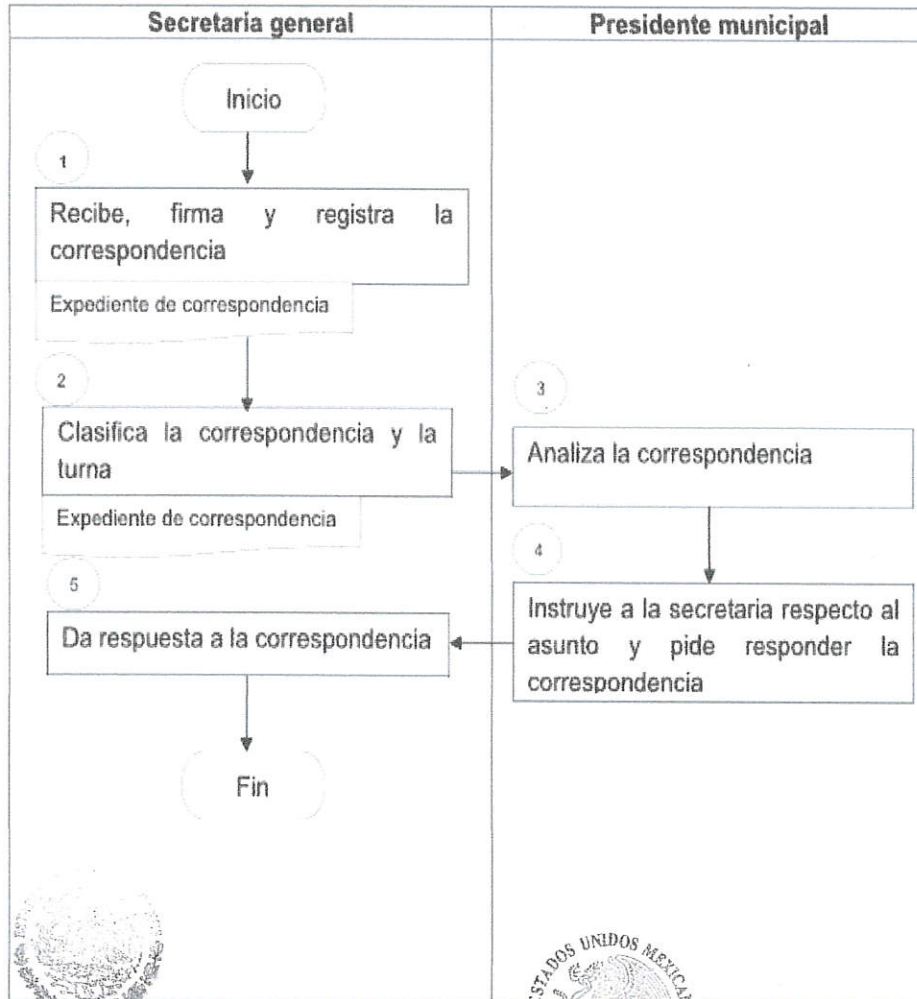 Secretaria general
Presidente municipal
Inicio
1
Recibe, firma y registra la
correspondencia
Expediente de correspondencia
2
Clasifica la correspondencia y la
turna
Expediente de correspondencia
3
Analiza la correspondencia
4
Instruye a la secretaria respecto al
asunto y pide responder la
correspondencia
5
Da respuesta a la correspondencia
Fin
ESTADOS UNIDOS MEXICAN